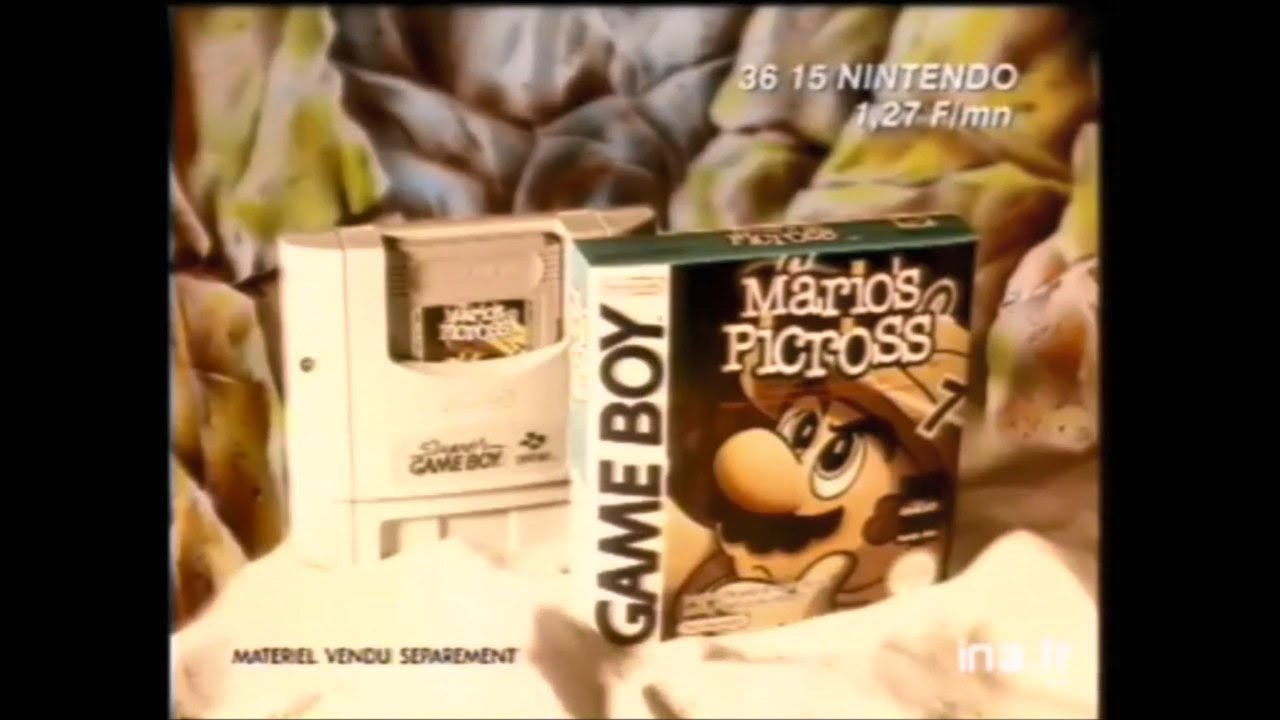 36 15 NINTENDO
1,27 F/mn
PICROSS
Mario's
Picross
GAME BOY
Mario's
Picross
Super
GAME BOY
MATERIEL VENDU SEPAREMENT
ina.fr